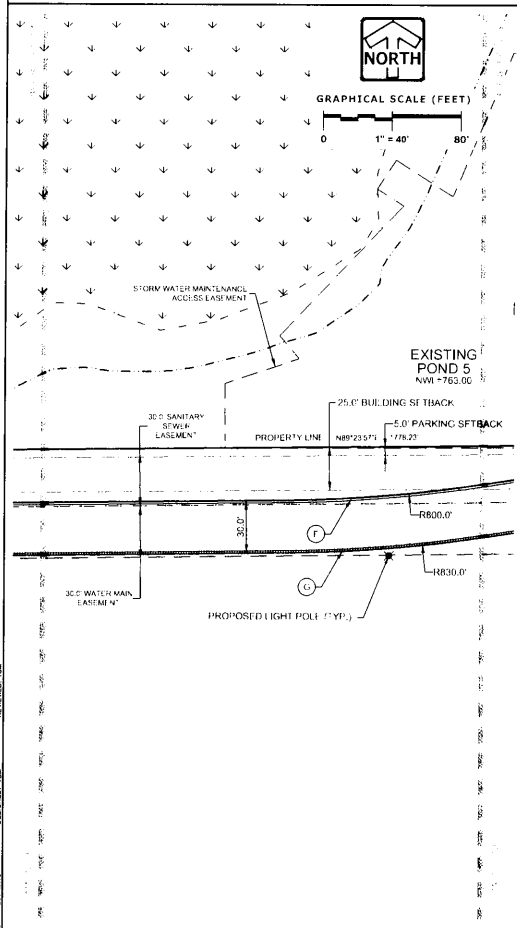 NORTH
GRAPHICAL SCALE (FEET)
0 1" = 40' 80'
STORM WATER MAINTENANCE
ACCESS EASEMENT
EXISTING
POND 5
NWL=763.00
25.0' BUILDING SETBACK
30.0' SANITARY
SEWER
EASEMENT
5.0' PARKING SETBACK
PROPERTY LINE
R800.0'
30.0'
F
R830.0'
G
30.0' WATER MAIN
EASEMENT
PROPOSED LIGHT POLE (TYP.)